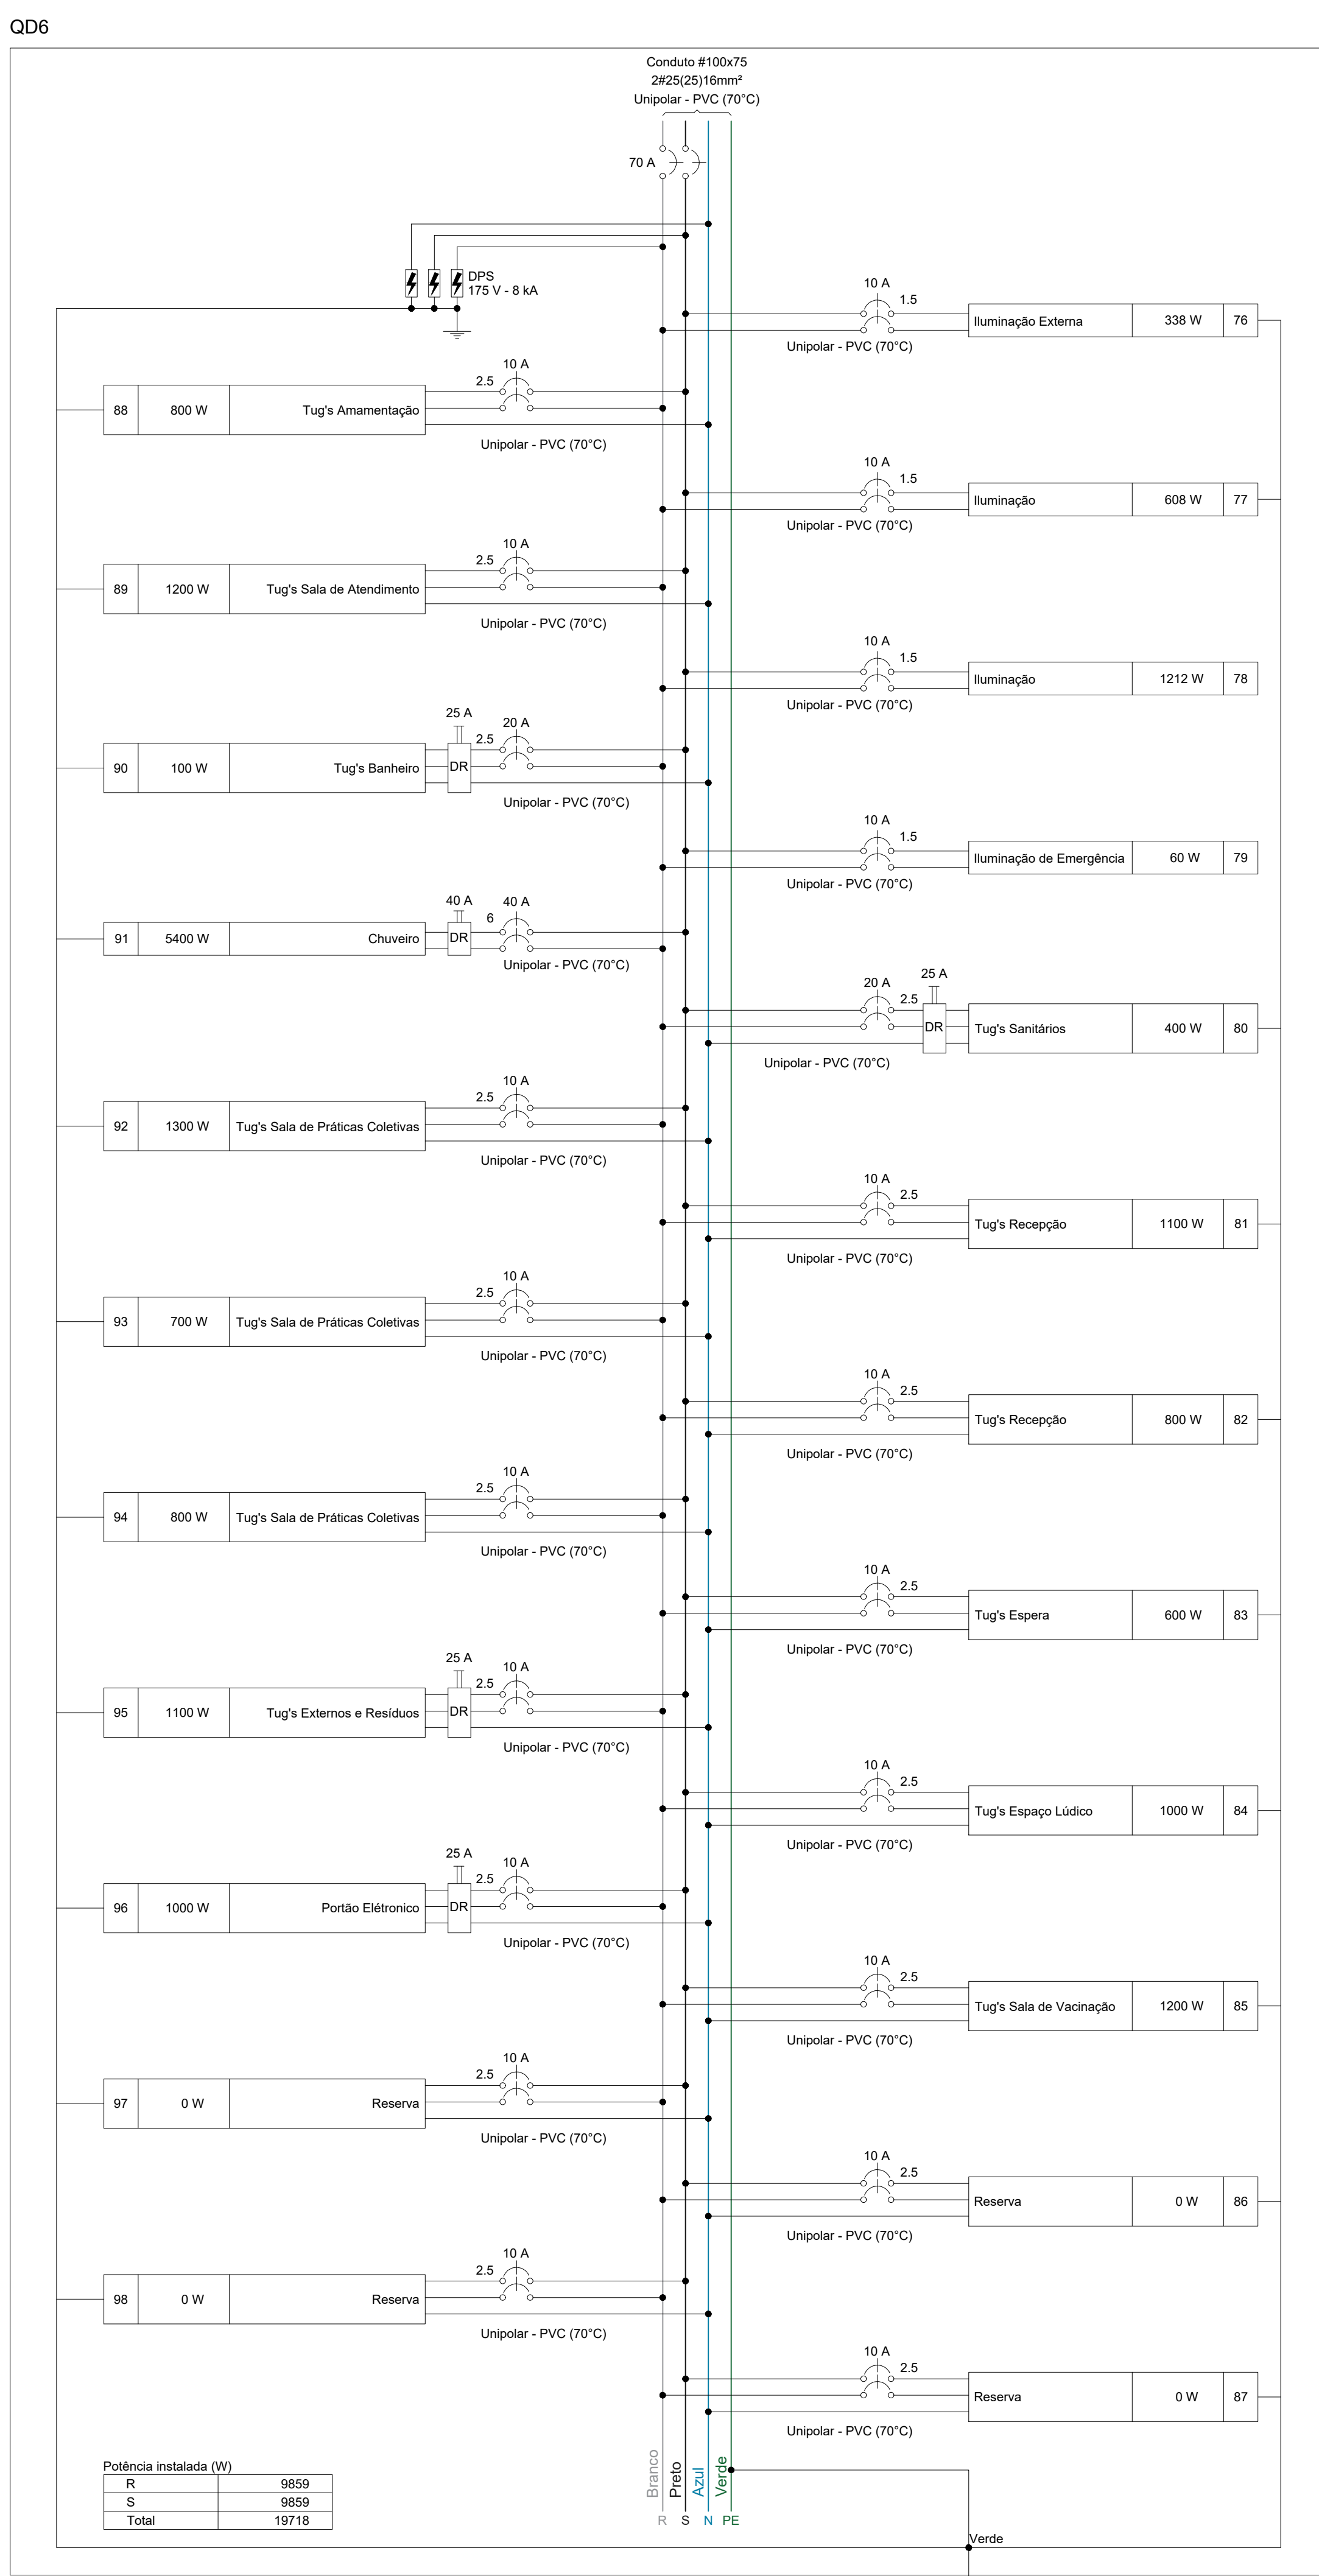 QD6
Conduto #100x75
2#25(25)16mm²
Unipolar - PVC (70°C)
70 A
DPS
175 V - 8 kA
10 A
1.5
Iluminação Externa 338 W 76
Unipolar - PVC (70°C)
10 A
2.5
88 800 W Tug's Amamentação
Unipolar - PVC (70°C)
10 A
1.5
Iluminação 608 W 77
Unipolar - PVC (70°C)
10 A
2.5
89 1200 W Tug's Sala de Atendimento
Unipolar - PVC (70°C)
10 A
1.5
Iluminação 1212 W 78
Unipolar - PVC (70°C)
25 A
20 A
2.5
90 100 W Tug's Banheiro DR
Unipolar - PVC (70°C)
10 A
1.5
Iluminação de Emergência 60 W 79
Unipolar - PVC (70°C)
40 A
40 A
6
91 5400 W Chuveiro DR
Unipolar - PVC (70°C)
25 A
20 A
2.5
DR Tug's Sanitários 400 W 80
Unipolar - PVC (70°C)
10 A
2.5
92 1300 W Tug's Sala de Práticas Coletivas
Unipolar - PVC (70°C)
10 A
2.5
Tug's Recepção 1100 W 81
Unipolar - PVC (70°C)
10 A
2.5
93 700 W Tug's Sala de Práticas Coletivas
Unipolar - PVC (70°C)
10 A
2.5
Tug's Recepção 800 W 82
Unipolar - PVC (70°C)
10 A
2.5
94 800 W Tug's Sala de Práticas Coletivas
Unipolar - PVC (70°C)
10 A
2.5
Tug's Espera 600 W 83
Unipolar - PVC (70°C)
25 A
10 A
2.5
95 1100 W Tug's Externos e Resíduos DR
Unipolar - PVC (70°C)
10 A
2.5
Tug's Espaço Lúdico 1000 W 84
Unipolar - PVC (70°C)
25 A
10 A
2.5
96 1000 W Portão Elétronico DR
Unipolar - PVC (70°C)
10 A
2.5
Tug's Sala de Vacinação 1200 W 85
Unipolar - PVC (70°C)
10 A
2.5
97 0 W Reserva
Unipolar - PVC (70°C)
10 A
2.5
Reserva 0 W 86
Unipolar - PVC (70°C)
10 A
2.5
98 0 W Reserva
Unipolar - PVC (70°C)
10 A
2.5
Reserva 0 W 87
Unipolar - PVC (70°C)
Potência instalada (W)
R 9859
S 9859
Total 19718
Branco
Preto
Azul
Verde
R S N PE
Verde